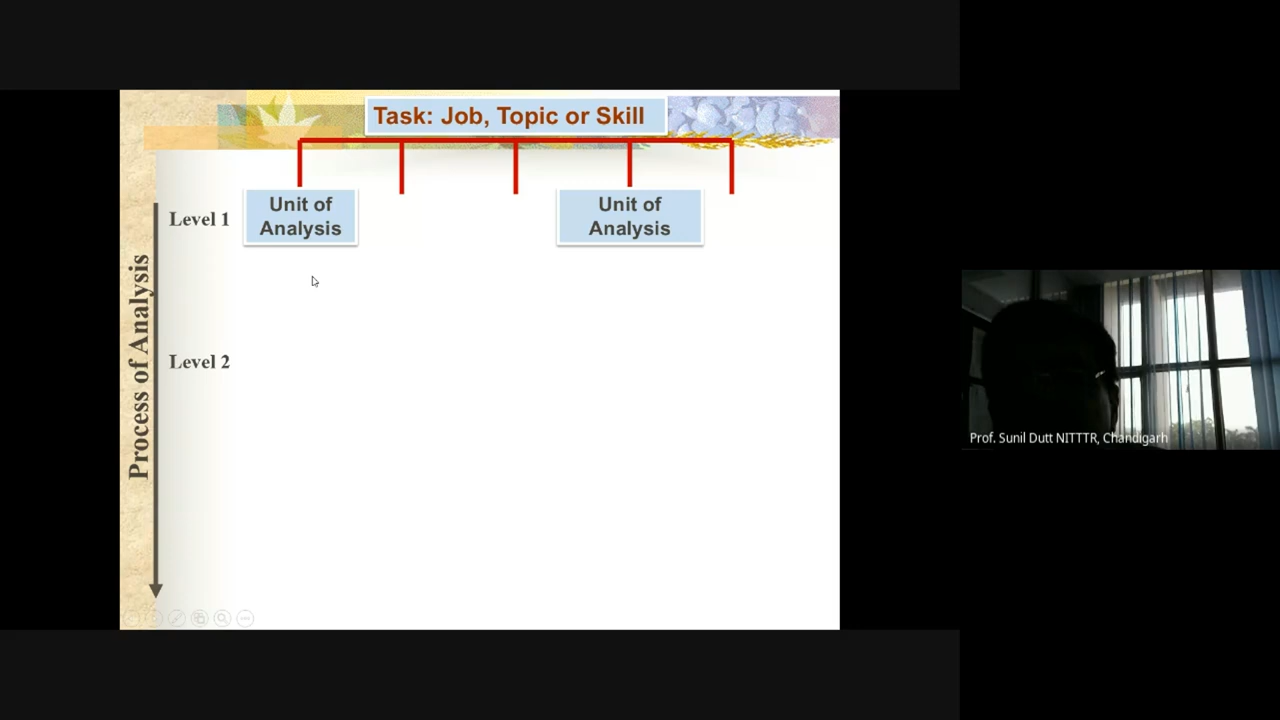 Task: Job, Topic or Skill
Unit of
Analysis
Unit of
Analysis
Level 1
Level 2
Process of Analysis
Prof. Sunil Dutt NITTTR, Chandigarh